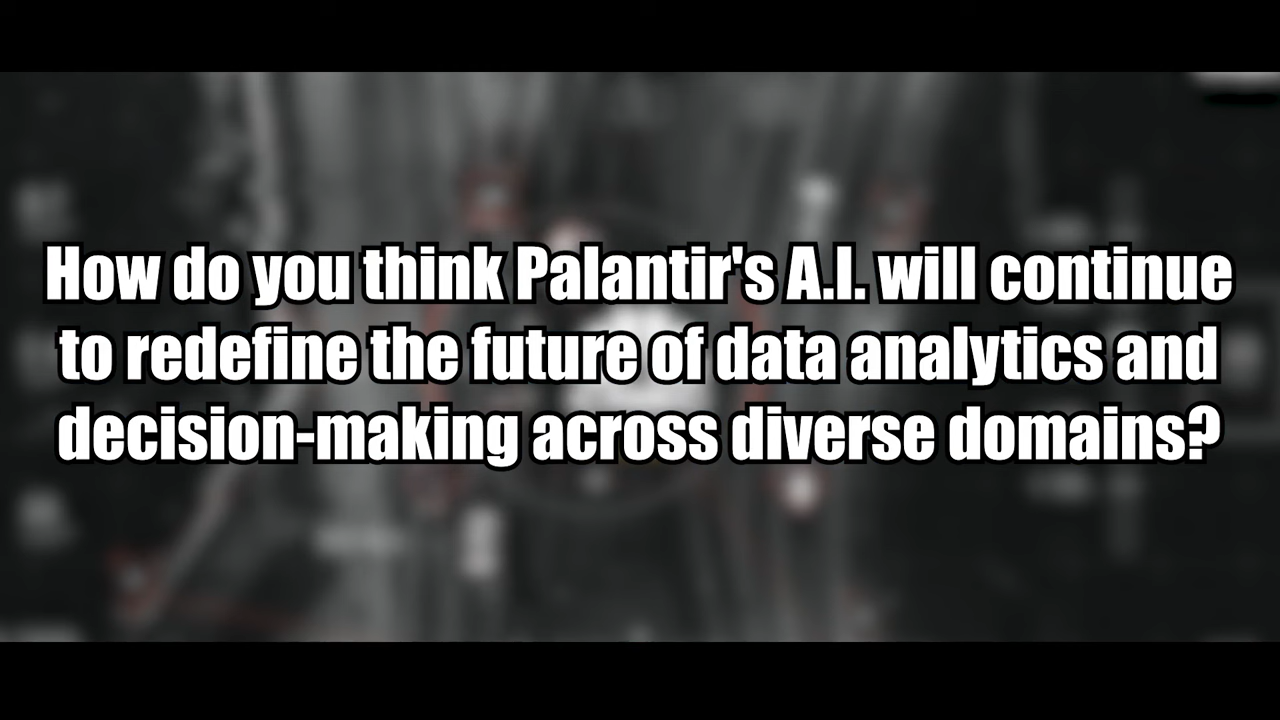 How do you think Palantir's A.I. will continue
to redefine the future of data analytics and
decision-making across diverse domains?